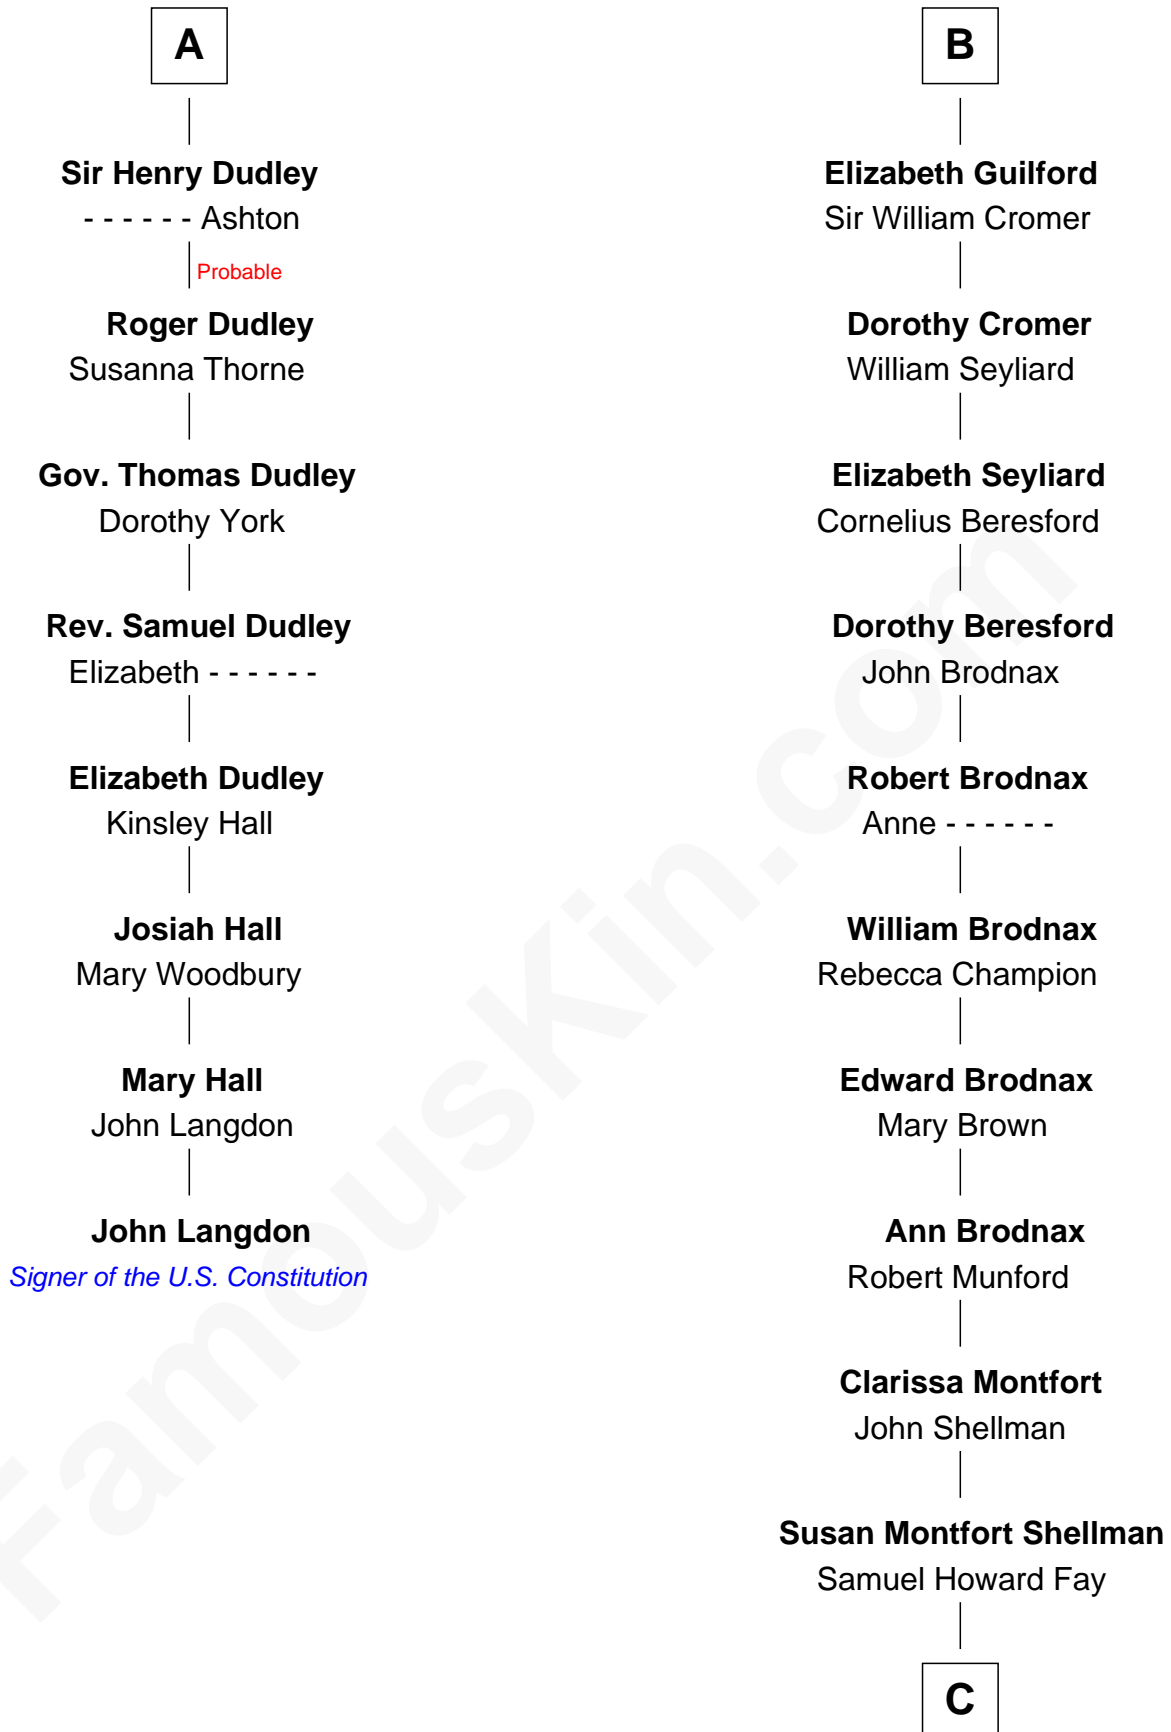 A
Sir Henry Dudley
- - - - - - Ashton
Probable
Roger Dudley
Susanna Thorne
Gov. Thomas Dudley
Dorothy York
Rev. Samuel Dudley
Elizabeth - - - - - -
Elizabeth Dudley
Kinsley Hall
Josiah Hall
Mary Woodbury
Mary Hall
John Langdon
John Langdon
Signer of the U.S. Constitution
B
Elizabeth Guilford
Sir William Cromer
Dorothy Cromer
William Seyliard
Elizabeth Seyliard
Cornelius Beresford
Dorothy Beresford
John Brodnax
Robert Brodnax
Anne - - - - - -
William Brodnax
Rebecca Champion
Edward Brodnax
Mary Brown
Ann Brodnax
Robert Munford
Clarissa Montfort
John Shellman
Susan Montfort Shellman
Samuel Howard Fay
C
FamousKin.com